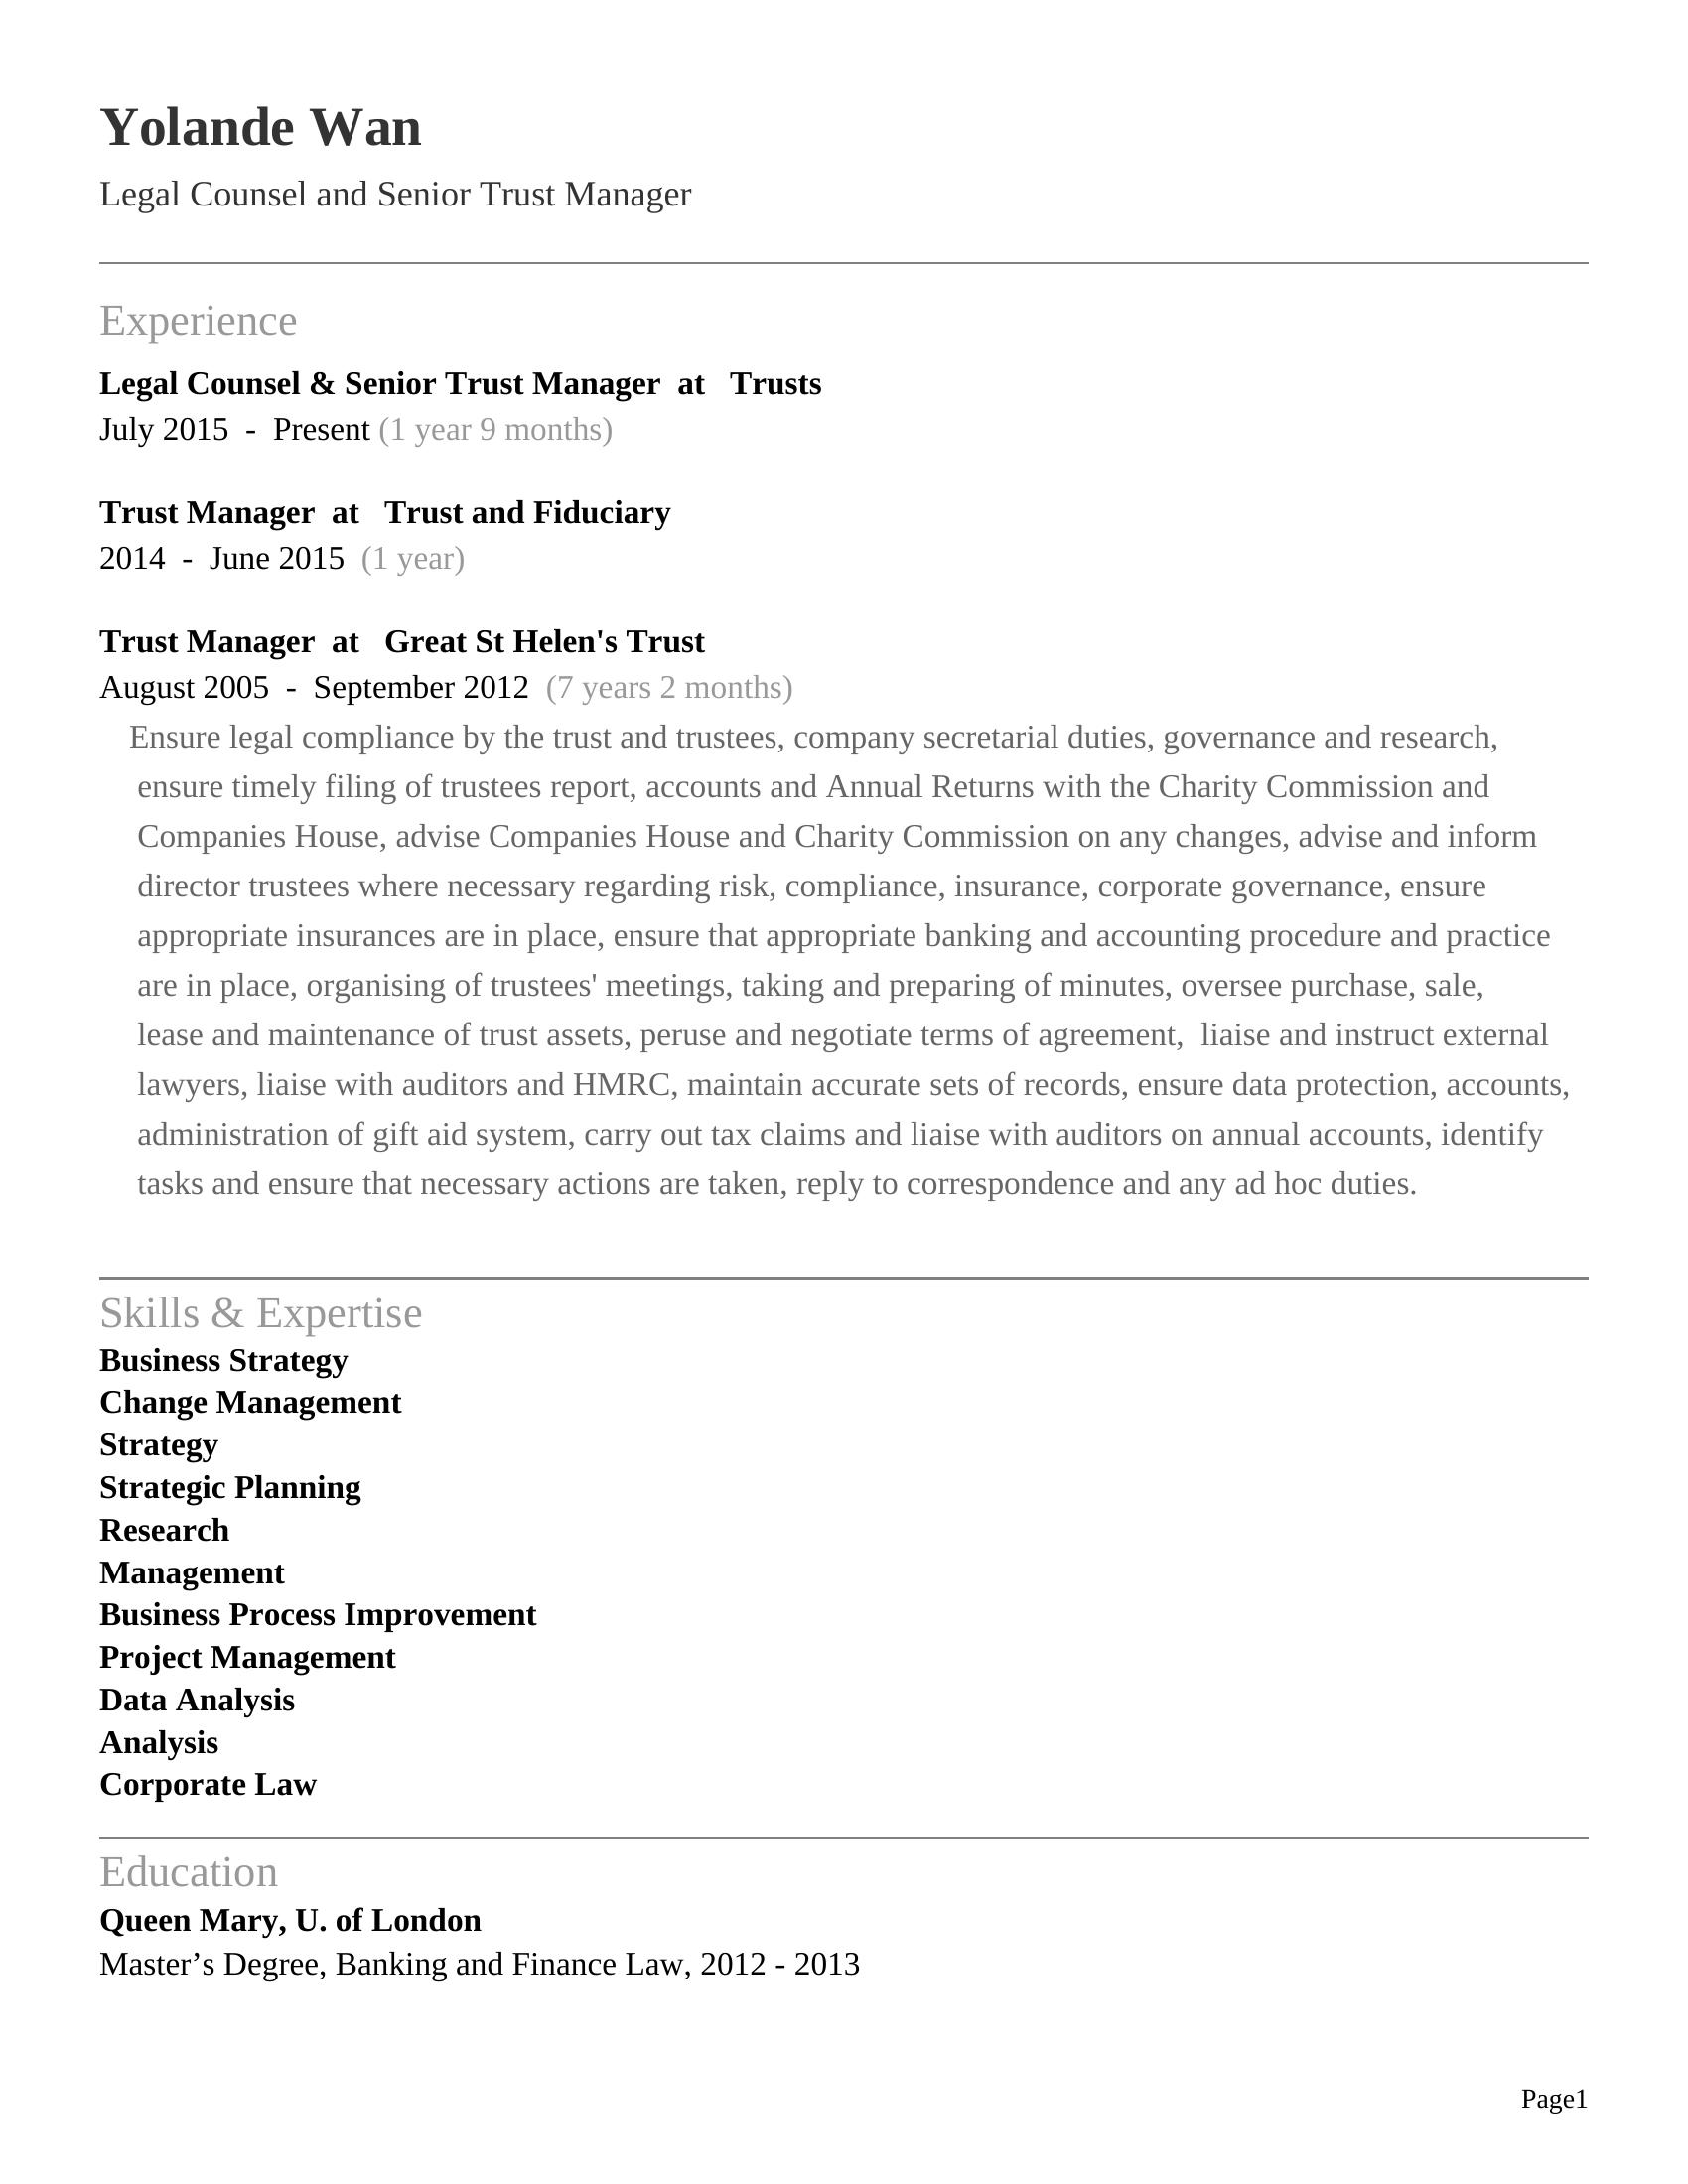 Yolande Wan
Legal Counsel and Senior Trust Manager
Experience
Legal Counsel & Senior Trust Manager at Trusts
July 2015 - Present (1 year 9 months)
Trust Manager at Trust and Fiduciary
2014 - June 2015 (1 year)
Trust Manager at Great St Helen's Trust
August 2005 - September 2012 (7 years 2 months)
Ensure legal compliance by the trust and trustees, company secretarial duties, governance and research,
ensure timely filing of trustees report, accounts and Annual Returns with the Charity Commission and
Companies House, advise Companies House and Charity Commission on any changes, advise and inform
director trustees where necessary regarding risk, compliance, insurance, corporate governance, ensure
appropriate insurances are in place, ensure that appropriate banking and accounting procedure and practice
are in place, organising of trustees' meetings, taking and preparing of minutes, oversee purchase, sale,
lease and maintenance of trust assets, peruse and negotiate terms of agreement, liaise and instruct external
lawyers, liaise with auditors and HMRC, maintain accurate sets of records, ensure data protection, accounts,
administration of gift aid system, carry out tax claims and liaise with auditors on annual accounts, identify
tasks and ensure that necessary actions are taken, reply to correspondence and any ad hoc duties.
Skills & Expertise
Business Strategy
Change Management
Strategy
Strategic Planning
Research
Management
Business Process Improvement
Project Management
Data Analysis
Analysis
Corporate Law
Education
Queen Mary, U. of London
Master’s Degree, Banking and Finance Law, 2012 - 2013
Page1